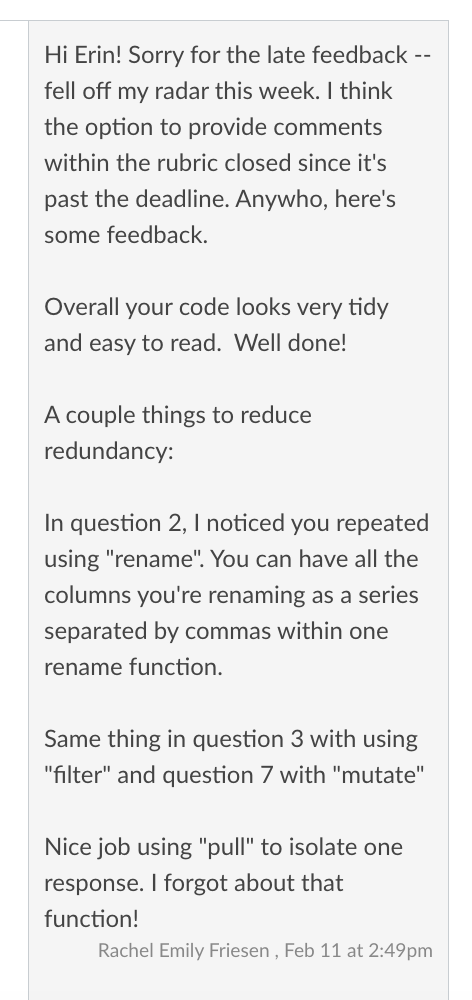 Hi Erin! Sorry for the late feedback --
fell off my radar this week. I think
the option to provide comments
within the rubric closed since it's
past the deadline. Anywho, here's
some feedback.
Overall your code looks very tidy
and easy to read.  Well done!
A couple things to reduce
redundancy:
In question 2, I noticed you repeated
using "rename". You can have all the
columns you're renaming as a series
separated by commas within one
rename function.
Same thing in question 3 with using
"filter" and question 7 with "mutate"
Nice job using "pull" to isolate one
response. I forgot about that
function!
Rachel Emily Friesen , Feb 11 at 2:49pm